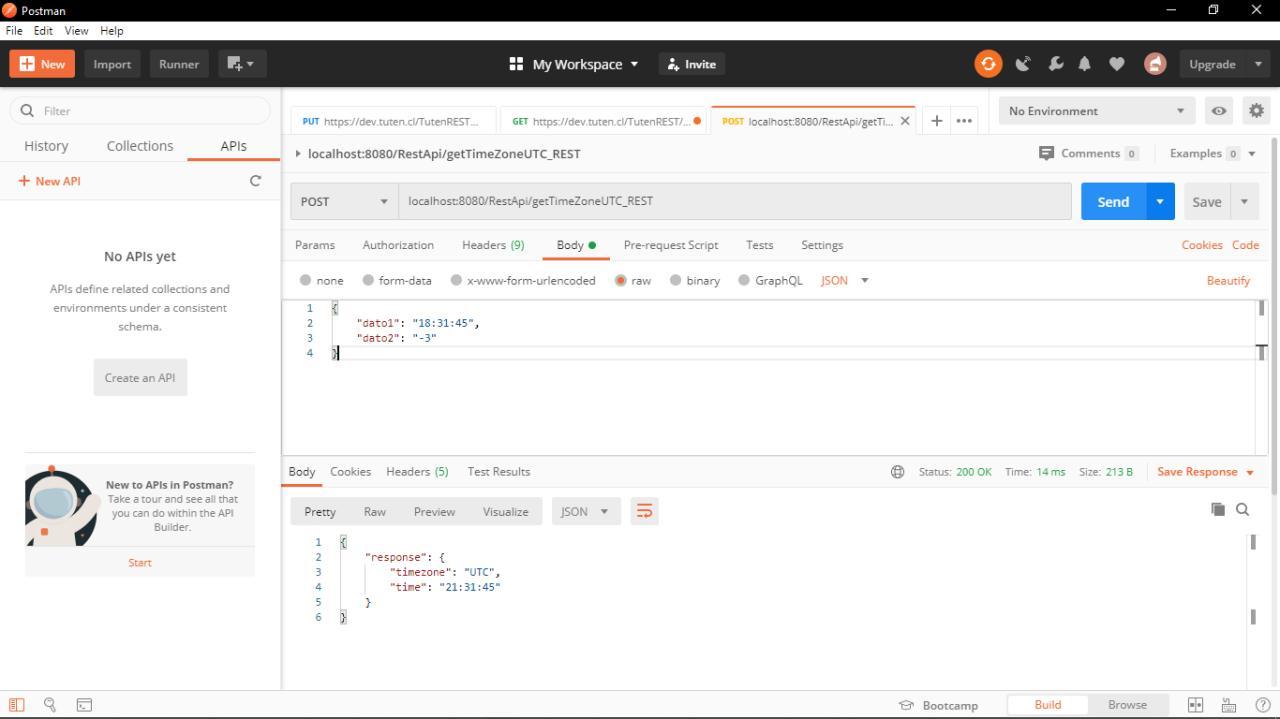 Postman
File Edit View Help
New Import Runner My Workspace Invite Upgrade
Filter
History Collections APIs
New API
No APIs yet
APIs define related collections and
environments under a consistent
schema.
Create an API
New to APIs in Postman?
Take a tour and see all that
you can do within the API
Builder.
Start
PUT https://dev.tuten.cl/TutenREST... GET https://dev.tuten.cl/TutenREST/... POST localhost:8080/RestApi/getTi... No Environment
localhost:8080/RestApi/getTimeZoneUTC_REST Comments 0 Examples 0
POST localhost:8080/RestApi/getTimeZoneUTC_REST Send Save
Params Authorization Headers (9) Body Pre-request Script Tests Settings Cookies Code
none form-data x-www-form-urlencoded raw binary GraphQL JSON Beautify
1 {
2 "dato1": "18:31:45",
3 "dato2": "-3"
4 }
Body Cookies Headers (5) Test Results Status: 200 OK Time: 14 ms Size: 213 B Save Response
Pretty Raw Preview Visualize JSON
1 {
2 "response": {
3 "timezone": "UTC",
4 "time": "21:31:45"
5 }
6 }
Bootcamp Build Browse